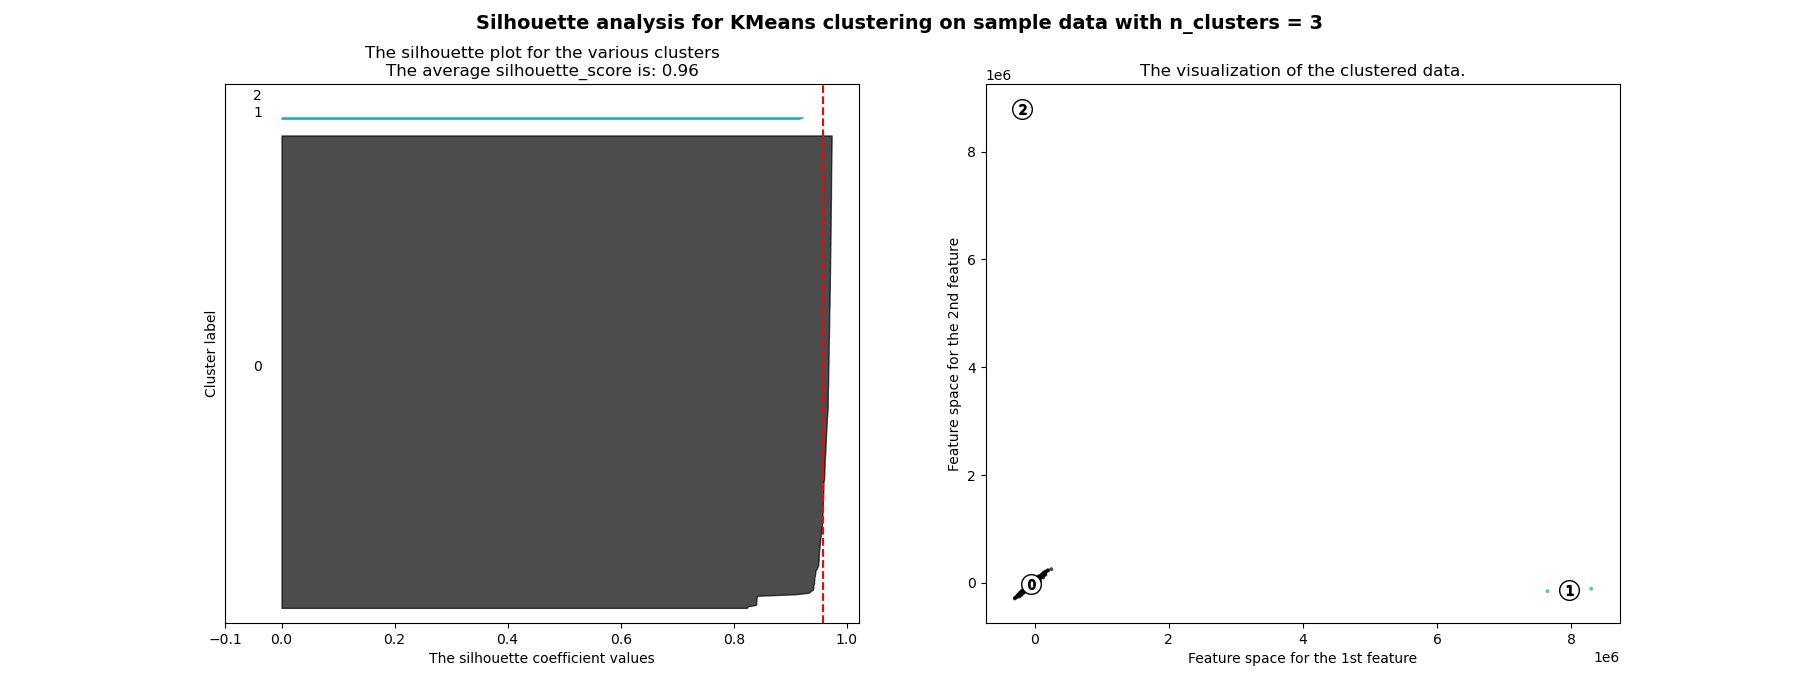 Silhouette analysis for KMeans clustering on sample data with n_clusters = 3
The silhouette plot for the various clusters
The average silhouette_score is: 0.96
2
1
0
Cluster label
−0.1 0.0 0.2 0.4 0.6 0.8 1.0
The silhouette coefficient values
The visualization of the clustered data.
1e6
2
8
6
4
2
0
Feature space for the 2nd feature
0
1
0 2 4 6 8
1e6
Feature space for the 1st feature